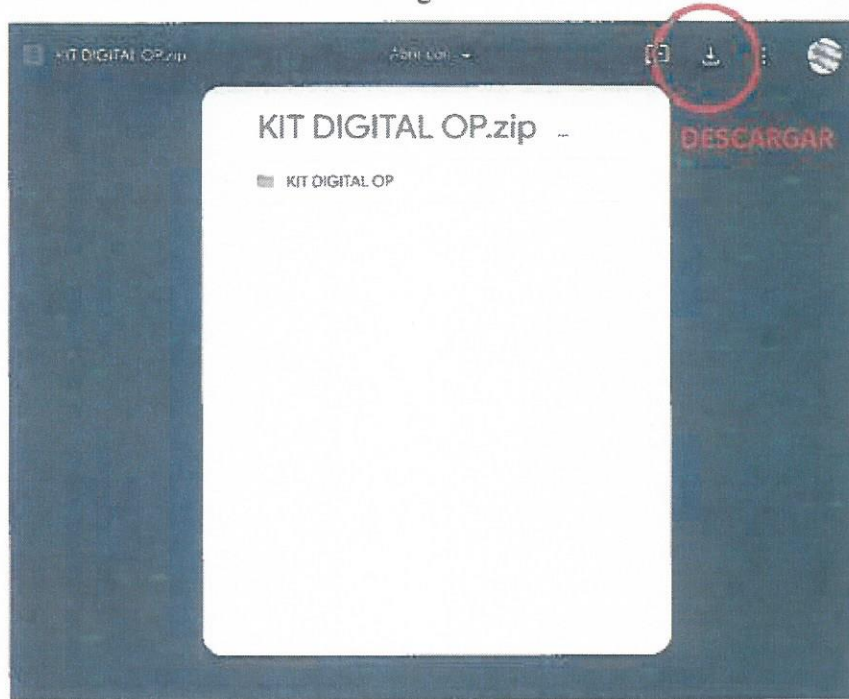 KIT DIGITAL OP.zip
Abrir con
KIT DIGITAL OP.zip ...
DESCARGAR
KIT DIGITAL OP